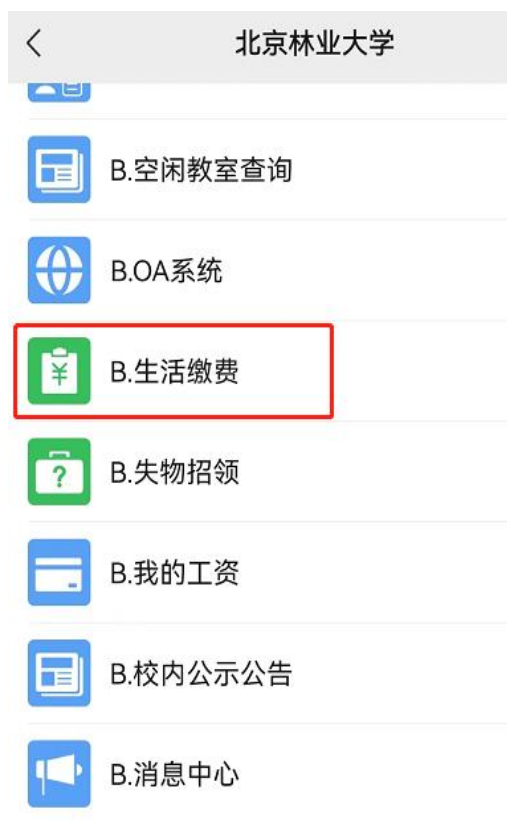 北京林业大学
B.空闲教室查询
B.OA系统
¥
B.生活缴费
?
B.失物招领
B.我的工资
B.校内公示公告
B.消息中心